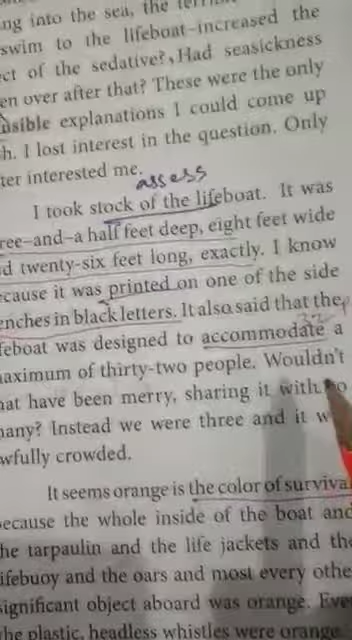 ng into the sea, the
swim to the lifeboat-increased the
ct of the sedative? Had seasickness
en over after that? These were the only
usible explanations I could come up
h. I lost interest in the question. Only
ter interested me.
assess
I took stock of the lifeboat. It was
ree–and–a half feet deep, eight feet wide
d twenty-six feet long, exactly. I know
ecause it was printed on one of the side
enches in black letters. It also said that the
feboat was designed to accommodate a
maximum of thirty-two people. Wouldn't
hat have been merry, sharing it with
many? Instead we were three and it w
wfully crowded.
It seems orange is the color of survival
because the whole inside of the boat and
he tarpaulin and the life jackets and the
ifebuoy and the oars and most every othe
significant object aboard was orange. Eve
he plastic, headless whistles were orange.